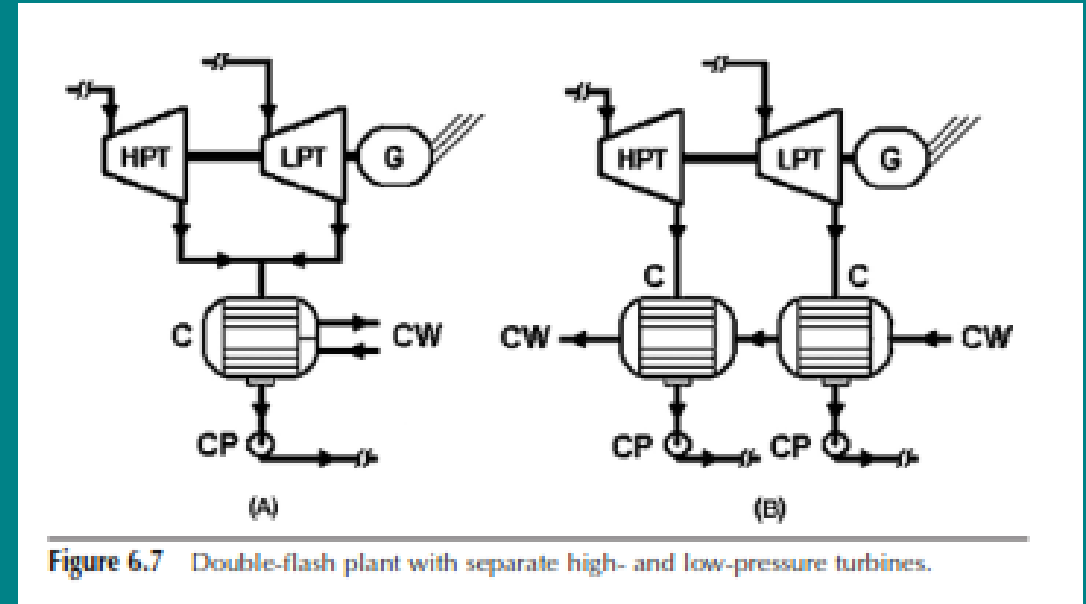 HPT LPT G HPT LPT G
C C
C CW CW CW
CP CP CP
(A) (B)
Figure 6.7 Double-flash plant with separate high- and low-pressure turbines.